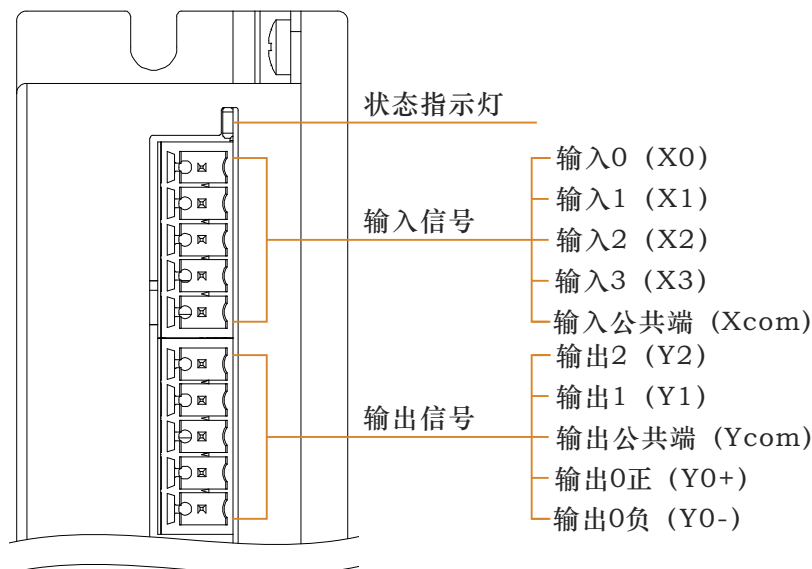 状态指示灯
输入信号
输入0 (X0)
输入1 (X1)
输入2 (X2)
输入3 (X3)
输入公共端 (Xcom)
输出信号
输出2 (Y2)
输出1 (Y1)
输出公共端 (Ycom)
输出0正 (Y0+)
输出0负 (Y0-)